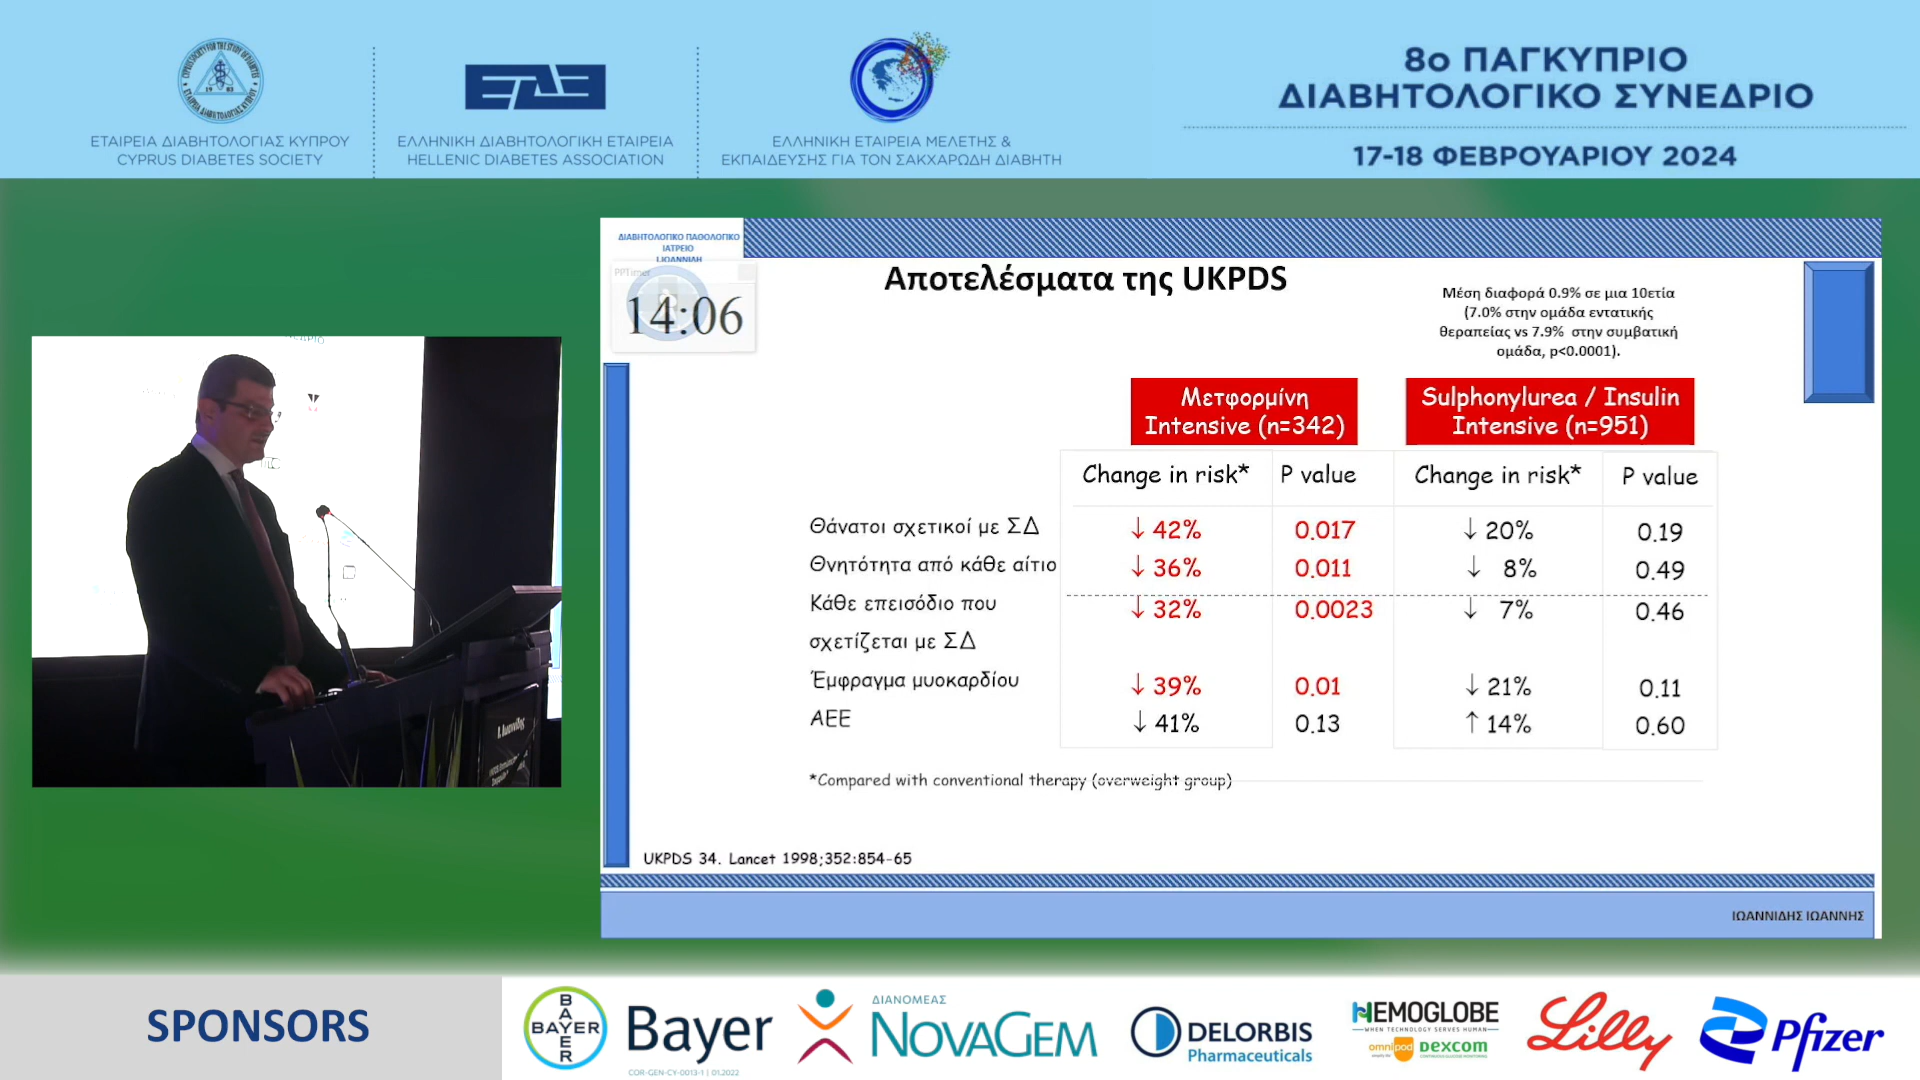 ΕΤΑΙΡΕΙΑ ΔΙΑΒΗΤΟΛΟΓΙΑΣ ΚΥΠΡΟΥ
CYPRUS DIABETES SOCIETY
ΕΔΕ
ΕΛΛΗΝΙΚΗ ΔΙΑΒΗΤΟΛΟΓΙΚΗ ΕΤΑΙΡΕΙΑ
HELLENIC DIABETES ASSOCIATION
ΕΛΛΗΝΙΚΗ ΕΤΑΙΡΕΙΑ ΜΕΛΕΤΗΣ &
ΕΚΠΑΙΔΕΥΣΗΣ ΓΙΑ ΤΟΝ ΣΑΚΧΑΡΩΔΗ ΔΙΑΒΗΤΗ
8ο ΠΑΓΚΥΠΡΙΟ
ΔΙΑΒΗΤΟΛΟΓΙΚΟ ΣΥΝΕΔΡΙΟ
17-18 ΦΕΒΡΟΥΑΡΙΟΥ 2024
ΔΙΑΒΗΤΟΛΟΓΙΚΟ ΠΑΘΟΛΟΓΙΚΟ
ΙΑΤΡΕΙΟ
PPTimer
14:06
Αποτελέσματα της UKPDS
Μέση διαφορά 0.9% σε μια 10ετία
(7.0% στην ομάδα εντατικής
θεραπείας vs 7.9% στην συμβατική
ομάδα, p<0.0001).
Μετφορμίνη
Intensive (n=342)
Sulphonylurea / Insulin
Intensive (n=951)
Change in risk* P value Change in risk* P value
Θάνατοι σχετικοί με ΣΔ ↓ 42% 0.017 ↓ 20% 0.19
Θνητότητα από κάθε αίτιο ↓ 36% 0.011 ↓ 8% 0.49
Κάθε επεισόδιο που ↓ 32% 0.0023 ↓ 7% 0.46
σχετίζεται με ΣΔ
Έμφραγμα μυοκαρδίου ↓ 39% 0.01 ↓ 21% 0.11
ΑΕΕ ↓ 41% 0.13 ↑ 14% 0.60
*Compared with conventional therapy (overweight group)
UKPDS 34. Lancet 1998;352:854-65
ΙΩΑΝΝΙΔΗΣ ΙΩΑΝΝΗΣ
SPONSORS
BAYER
BAYER
Bayer
COR-GEN-CY-0013-1 | 01.2022
ΔΙΑΝΟΜΕΑΣ
NOVAGEM
DELORBIS
Pharmaceuticals
HEMOGLOBE
WHEN TECHNOLOGY SERVES HUMAN
omnipod
DEXCOM
Lilly
Pfizer